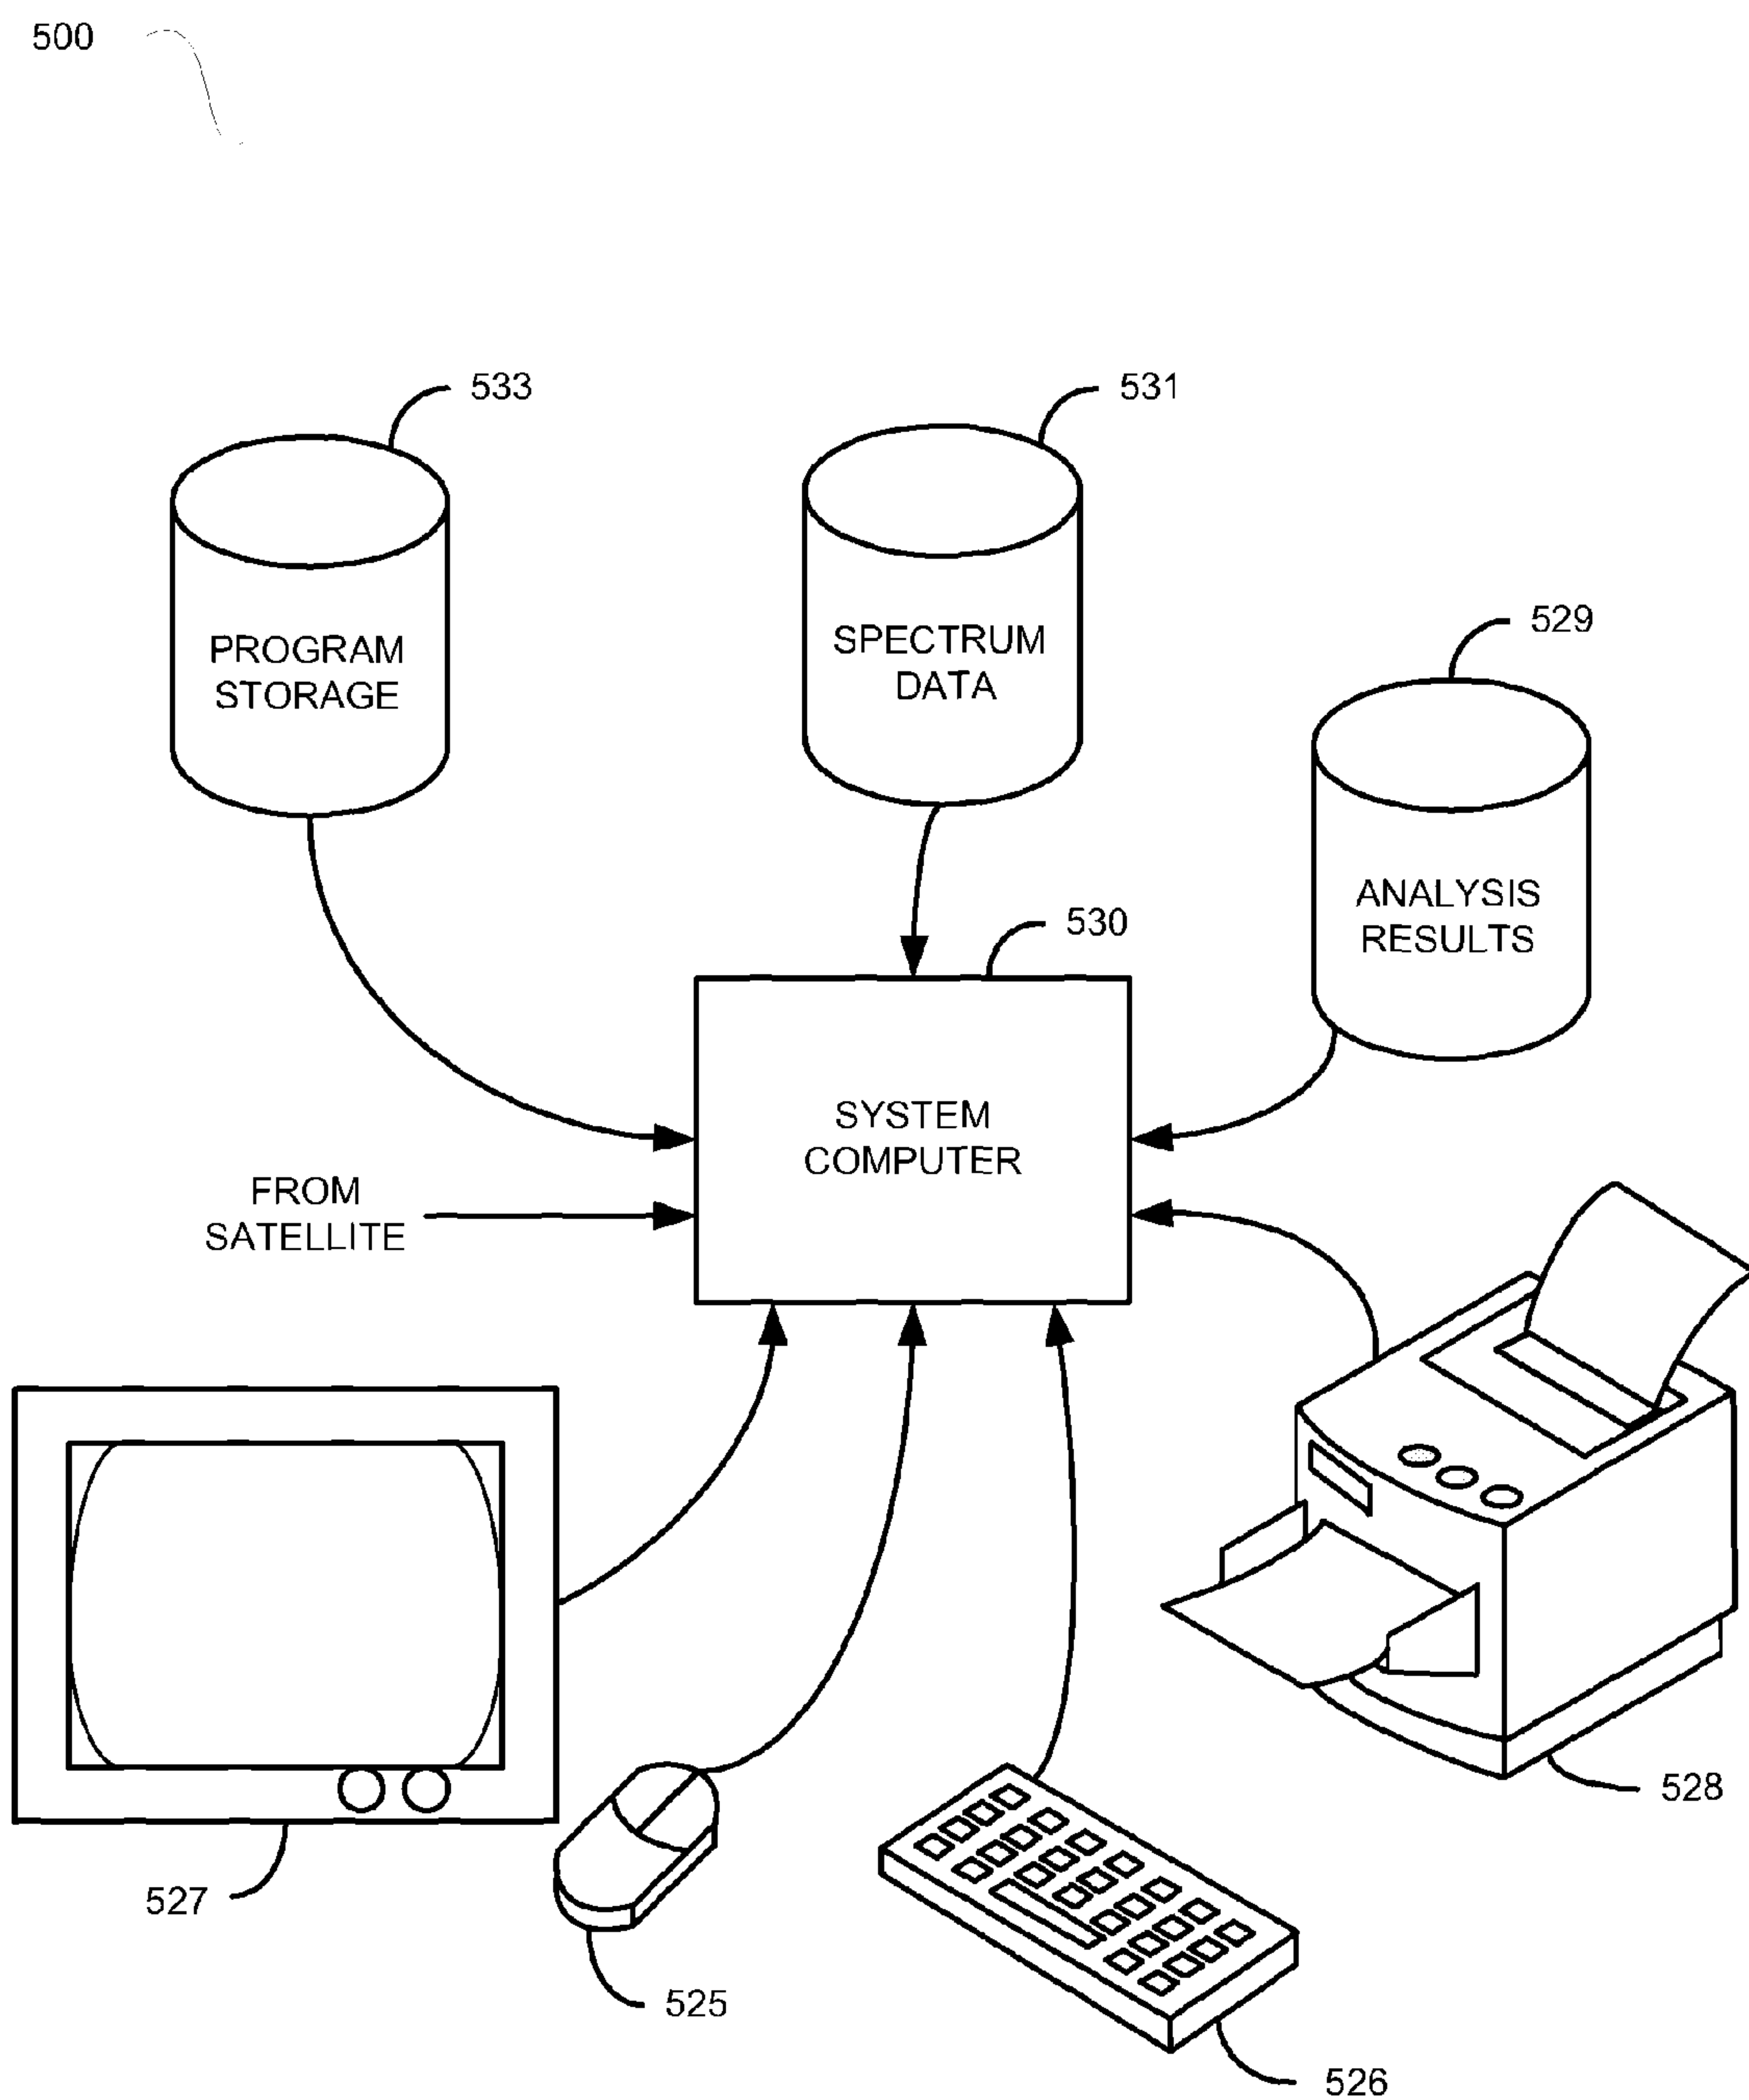 500
533
531
PROGRAM
STORAGE
SPECTRUM
DATA
529
ANALYSIS
RESULTS
530
SYSTEM
COMPUTER
FROM
SATELLITE
528
527
525
526